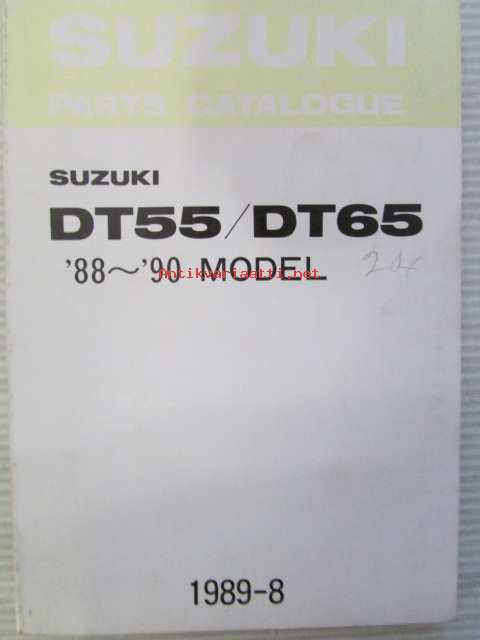 SUZUKI
PARTS CATALOGUE
SUZUKI
DT55/DT65
'88～'90 MODEL
Antikvariaatti.net
1989-8